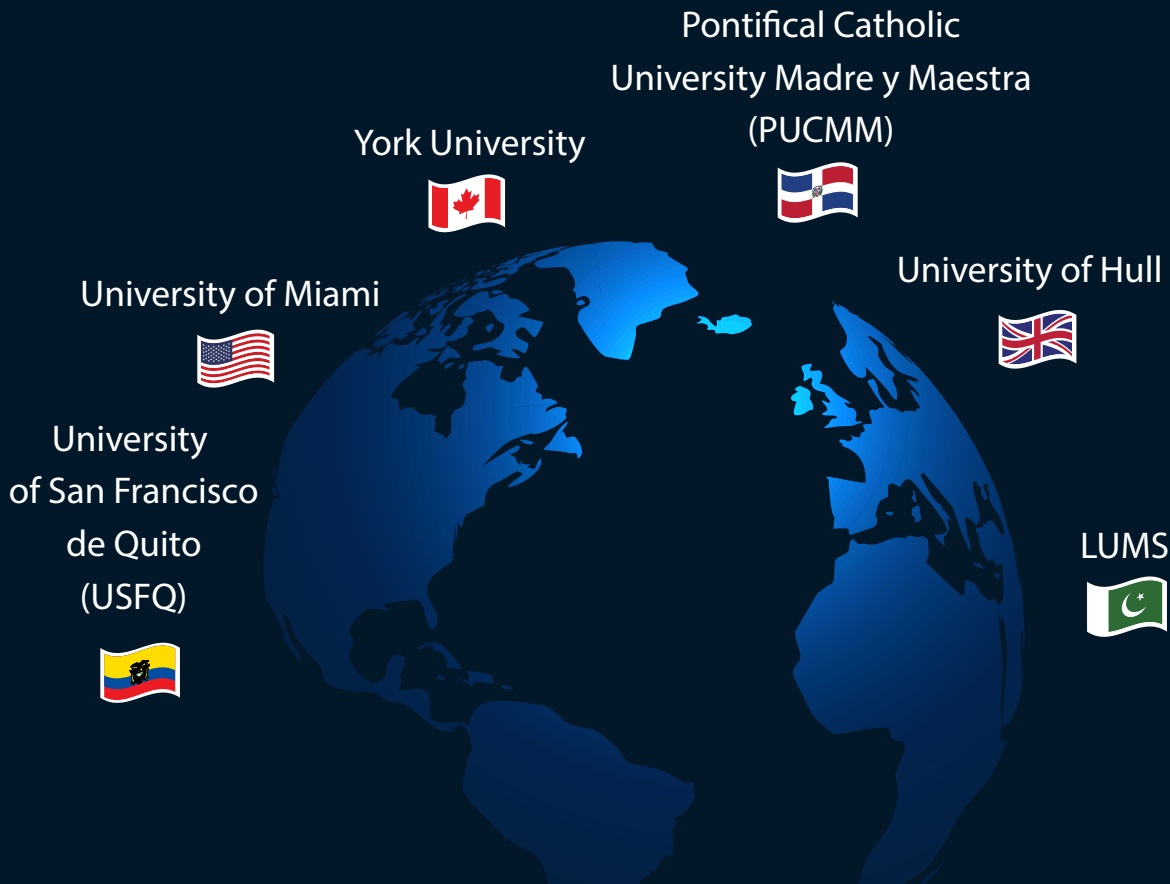 Pontifical Catholic
University Madre y Maestra
(PUCMM)
York University
University of Hull
University of Miami
University
of San Francisco
de Quito
(USFQ)
LUMS